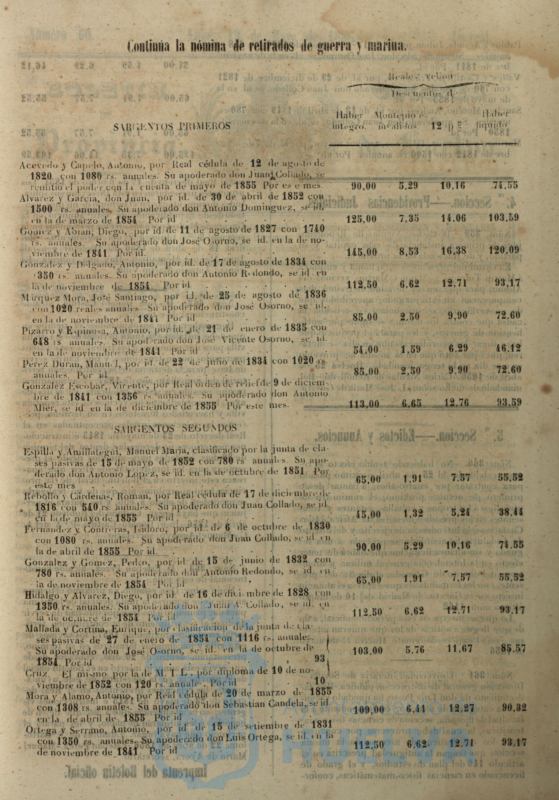 Continúa la nómina de retirados de guerra y marina.
Reales vellon
Descuentos d
Haber íntegro. Montepio é inválidos 12 p º/º Haber líquido.
SARGENTOS PRIMEROS
Acevedo y Capelo, Antonio, por Real cédula de 12 de agosto de
1820 con 1080 rs. anuales. Su apoderado don Juan Collado, se
remitió el poder con la cuenta de mayo de 1855 Por es e mes 90,00 5,29 10,16 74,55
Alvarez y García, don Juan, por id. de 30 de abril de 1852 con
1500 rs. anuales. Su apoderado don Antonio Dominguez, se id.
en la de marzo de 1854 Por id 125,00 7,35 14,06 103,59
Gomez y Abian, Diego, por id de 11 de agosto de 1827 con 1740
rs. anuales. Su apoderado don José Osorno, se id. en la de no-
viembre de 1841 Por id. 145,00 8,53 16,38 120,09
Gonzalez y Delgado, Antonio, por id. de 17 de agosto de 1834 con
1350 rs. anuales. Su apoderado don Antonio Redondo, se id en
la de noviembre de 1854 Por id 112,50 6,62 12,71 93,17
Márquez Mora, José Santiago, por id. de 25 de agosto de 1836
con 1020 reales anuales Su apoderado don José Osorno, se id.
en la de noviembre de 1841 Por id 85,00 2,50 9,90 72,60
Pizarro y Espinosa, Antonio, por id. de 21 de enero de 1835 con
648 rs anuales. Su apoderado don José Vicente Osorno, se id.
en la de noviembre de 1841 Por id. 54,00 1,59 6,29 46,12
Perez Duran, Manuel, por id. de 22 de julio de 1834 con 1020 rs
anuales. Por id. 85,00 2,50 9,90 72,60
Gonzalez Escobar, Vicente, por Real órden de retiro de 9 de diciem-
bre de 1841 con 1356 rs anuales. Su apoderado don Antonio
Mier, se id en la de diciembre de 1855 Por este mes 113,00 6,65 12,76 93,59
SARGENTOS SEGUNDOS
Espilla y Amillategui, Manuel Maria, clasificado por la junta de cla-
ses pasivas de 15 de mayo de 1852 con 780 rs anuales. Su apo-
derado don Antonio Lopez, se id. en la de octubre de 1851 Por
este mes 65,00 1,91 7,57 55,52
Rebollo y Cárdenas, Roman, por Real cédula de 17 de diciembre de
1816 con 540 rs anuales. Su apoderado don Juan Collado, se id.
en la de mayo de 1855 Por id 45,00 1,32 5,24 38,44
Fernandez y Contreras, Isidoro, por id. de 6 de octubre de 1830
con 1080 rs. anuales. Su apoderado don Juan Collado, se id. en
la de abril de 1855 Por id. 90,00 5,29 10,16 74,55
Gonzalez y Gomez, Pedro, por id de 15 de junio de 1832 con
780 rs. anuales. Su apoderado don Antonio Redondo, se id. en
la de noviembre de 1854 Por id 65,00 1,91 7,57 55,52
Hidalgo y Alvarez, Diego, por id. de 16 de diciembre de 1828 con
1350 rs. anuales. Su apoderado don Juan Collado, se id. en
la de octubre de 1854 Por id. 112,50 6,62 12,71 93,17
Mallada y Cortina, Enrique, por clasificacion de la junta de cla-
ses pasivas de 27 de enero de 1854 con 1116 rs. anuales.
Su apoderado don José Osorno, se id. en la de octubre de 103,00 5,76 11,67 85,57
1854 Por id 93
Cruz El mismo por la de M. I. L. por diploma de 10 de no-
viembre de 1852 con 120 rs anuales. Por id 10
Mora y Alamo, Antonio, por Real cédula de 20 de marzo de 1855
con 1308 rs. anuales. Su apoderado don Sebastian Candela, se id 109,00 6,41 12,27 90,32
en la de abril de 1855 Por id
Ortega y Serrano, Antonio, por id de 15 de setiembre de 1831
con 1350 rs. anuales. Su apoderado don Luis Ortega, se id. en la 112,50 6,62 12,71 93,17
de noviembre de 1841 Por id
HUELVA